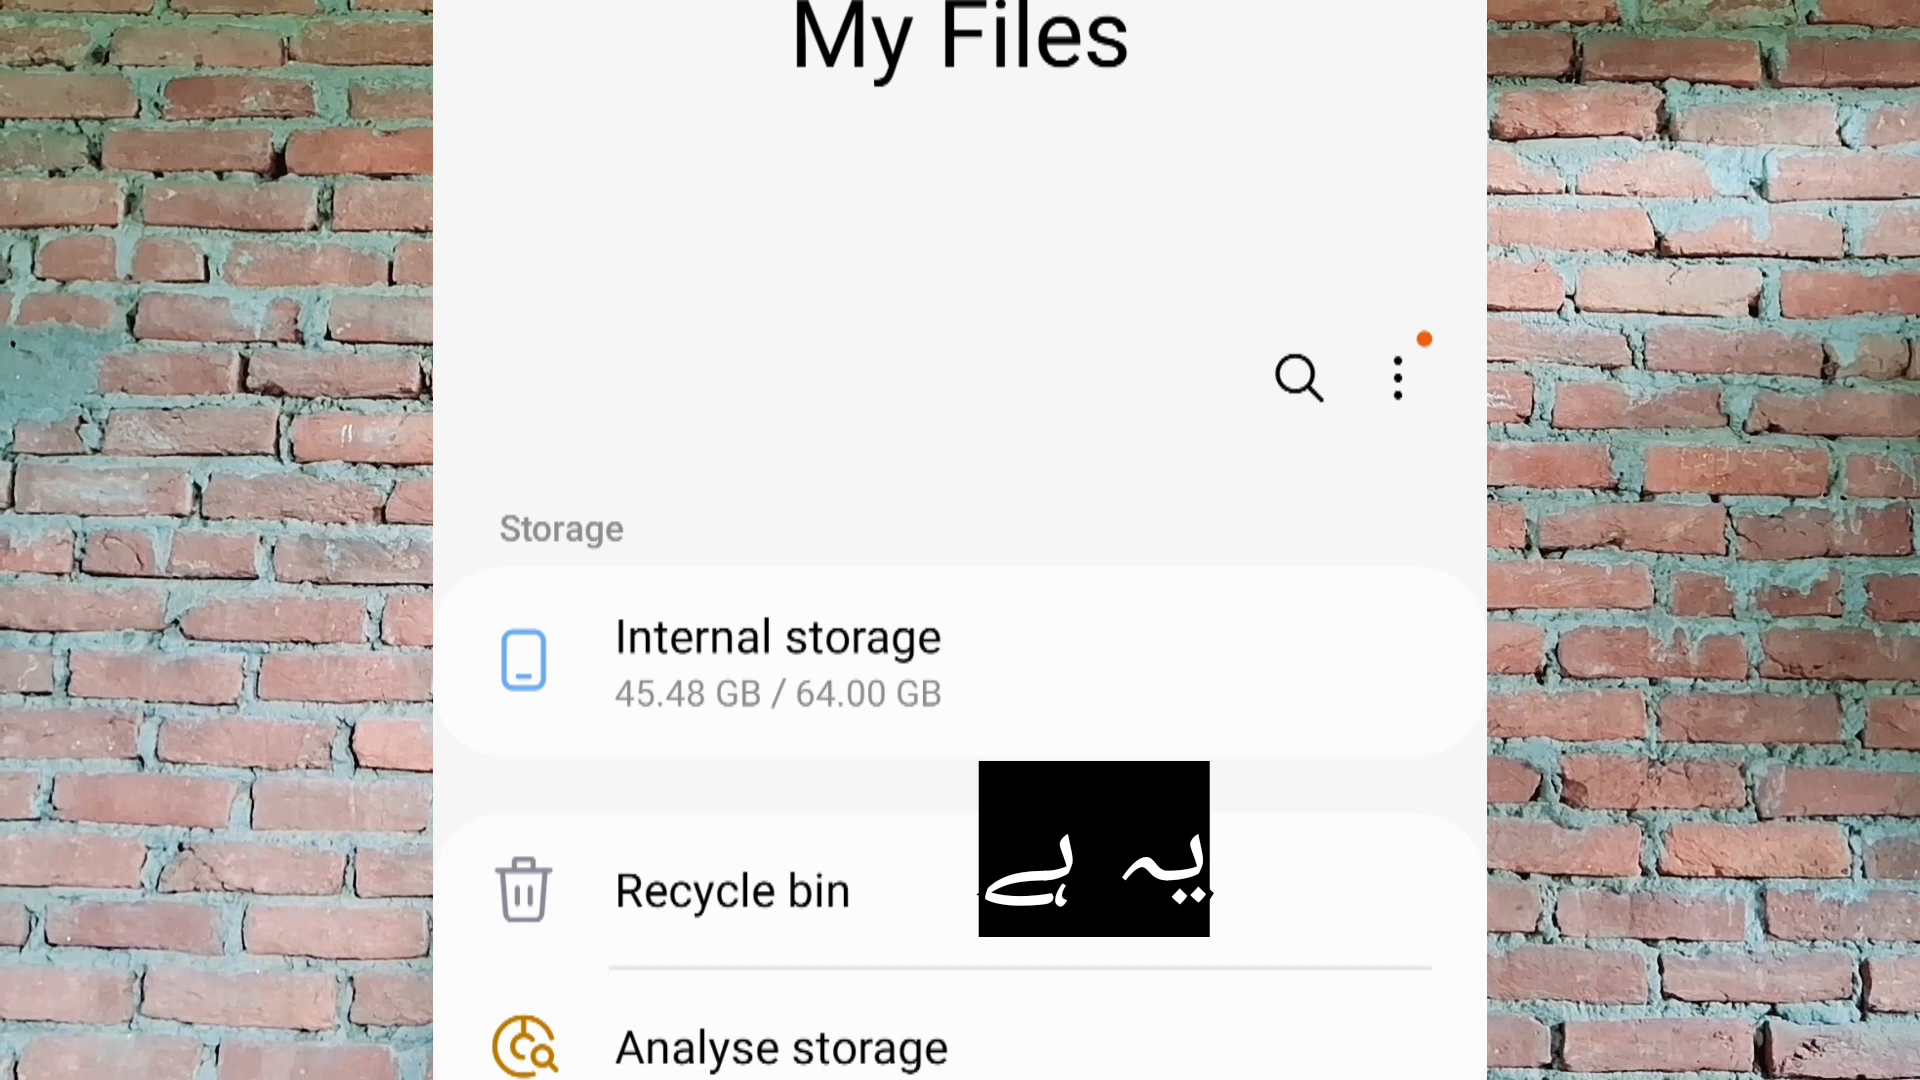 My Files
Storage
Internal storage
45.48 GB / 64.00 GB
Recycle bin
یہ ہے
Analyse storage